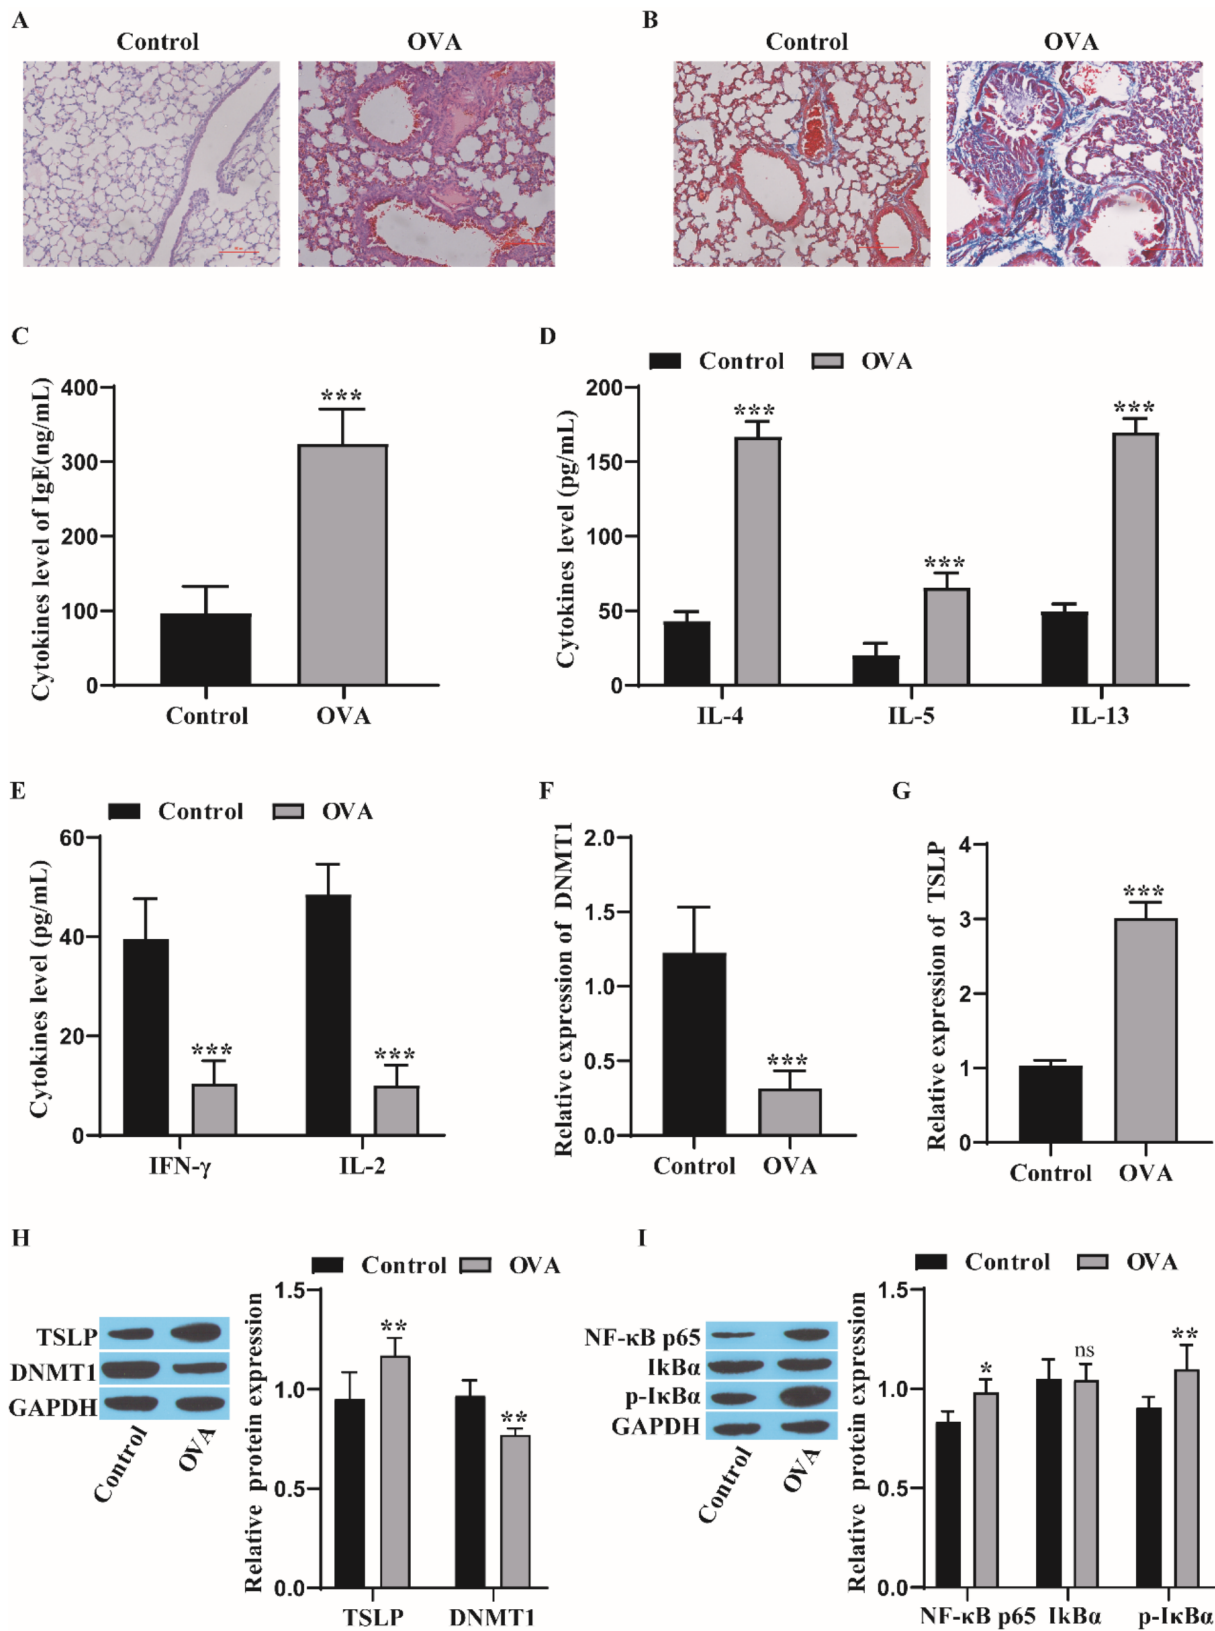 A
Control
OVA
B
Control
OVA
C
Cytokines level of IgE(ng/mL)
400
300
200
100
0
***
Control
OVA
D
Control
OVA
Cytokines level (pg/mL)
200
150
100
50
0
***
***
***
IL-4
IL-5
IL-13
E
Control
OVA
Cytokines level (pg/mL)
60
40
20
0
***
***
IFN-γ
IL-2
F
Relative expression of DNMT1
2.0
1.5
1.0
0.5
0.0
***
Control
OVA
G
Relative expression of TSLP
4
3
2
1
0
***
Control
OVA
H
TSLP
DNMT1
GAPDH
Control
OVA
Control
OVA
Relative protein expression
1.5
1.0
0.5
0.0
**
**
TSLP
DNMT1
I
NF-κB p65
IkBα
p-IκBα
GAPDH
Control
OVA
Control
OVA
Relative protein expression
1.5
1.0
0.5
0.0
*
ns
**
NF-κB p65
IkBα
p-IκBα